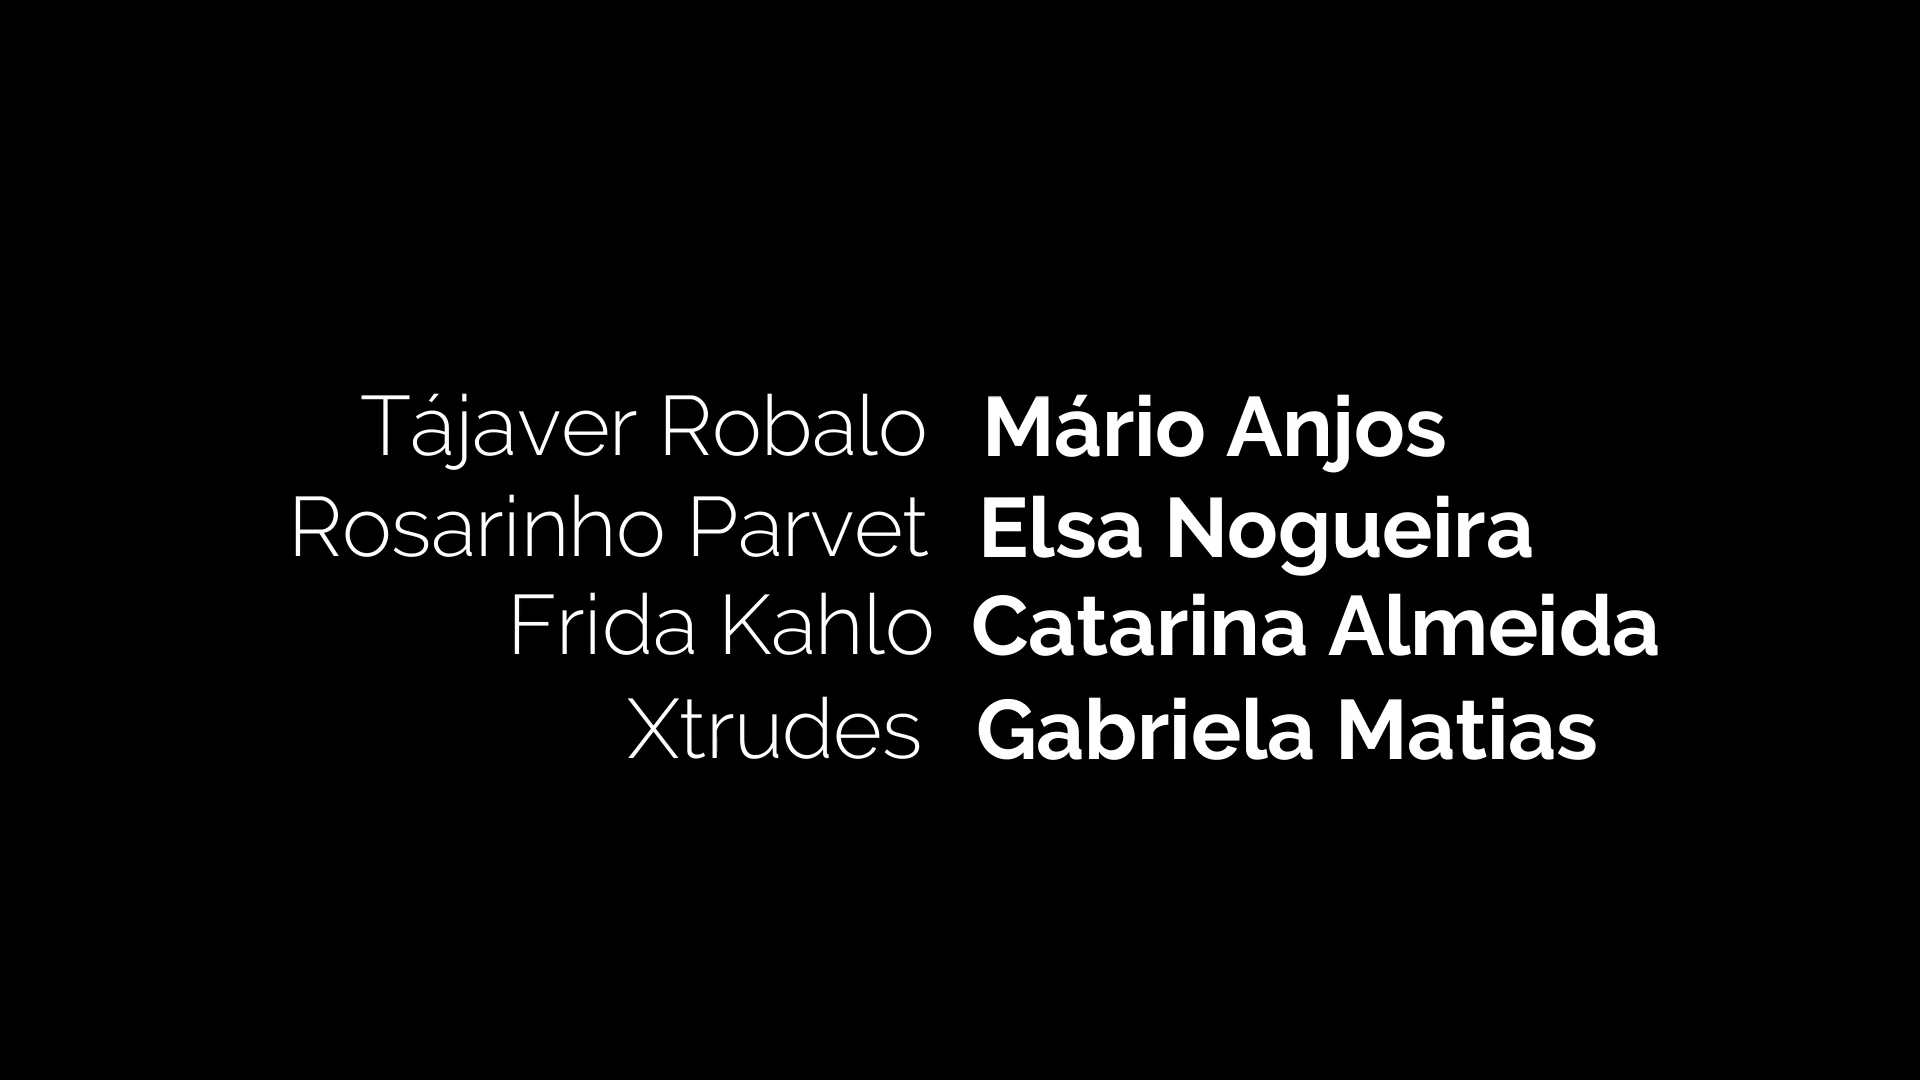 Tájaver Robalo Mário Anjos
Rosarinho Parvet Elsa Nogueira
Frida Kahlo Catarina Almeida
Xtrudes Gabriela Matias